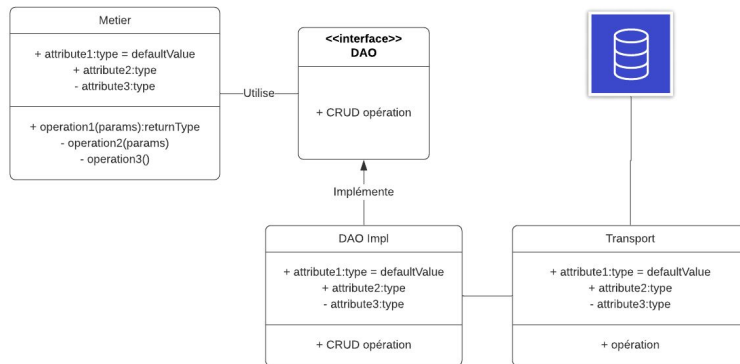 Metier
+ attribute1:type = defaultValue
+ attribute2:type
- attribute3:type
+ operation1(params):returnType
- operation2(params)
- operation3()
Utilise
<<interface>>
DAO
+ CRUD opération
Implémente
DAO Impl
+ attribute1:type = defaultValue
+ attribute2:type
- attribute3:type
+ CRUD opération
Transport
+ attribute1:type = defaultValue
+ attribute2:type
- attribute3:type
+ opération